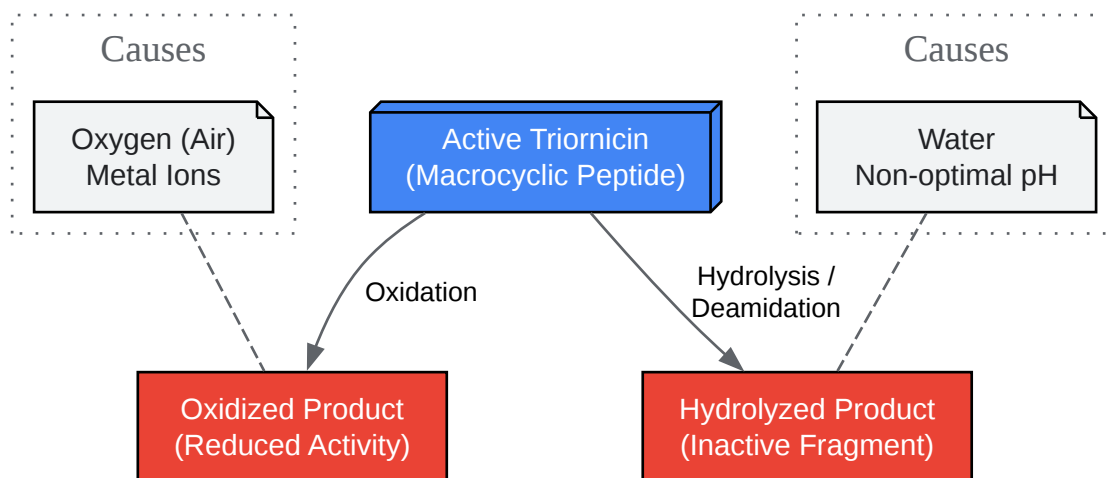 Causes
Oxygen (Air)
Metal Ions
Active Triornicin
(Macrocyclic Peptide)
Causes
Water
Non-optimal pH
Oxidation
Hydrolysis /
Deamidation
Oxidized Product
(Reduced Activity)
Hydrolyzed Product
(Inactive Fragment)